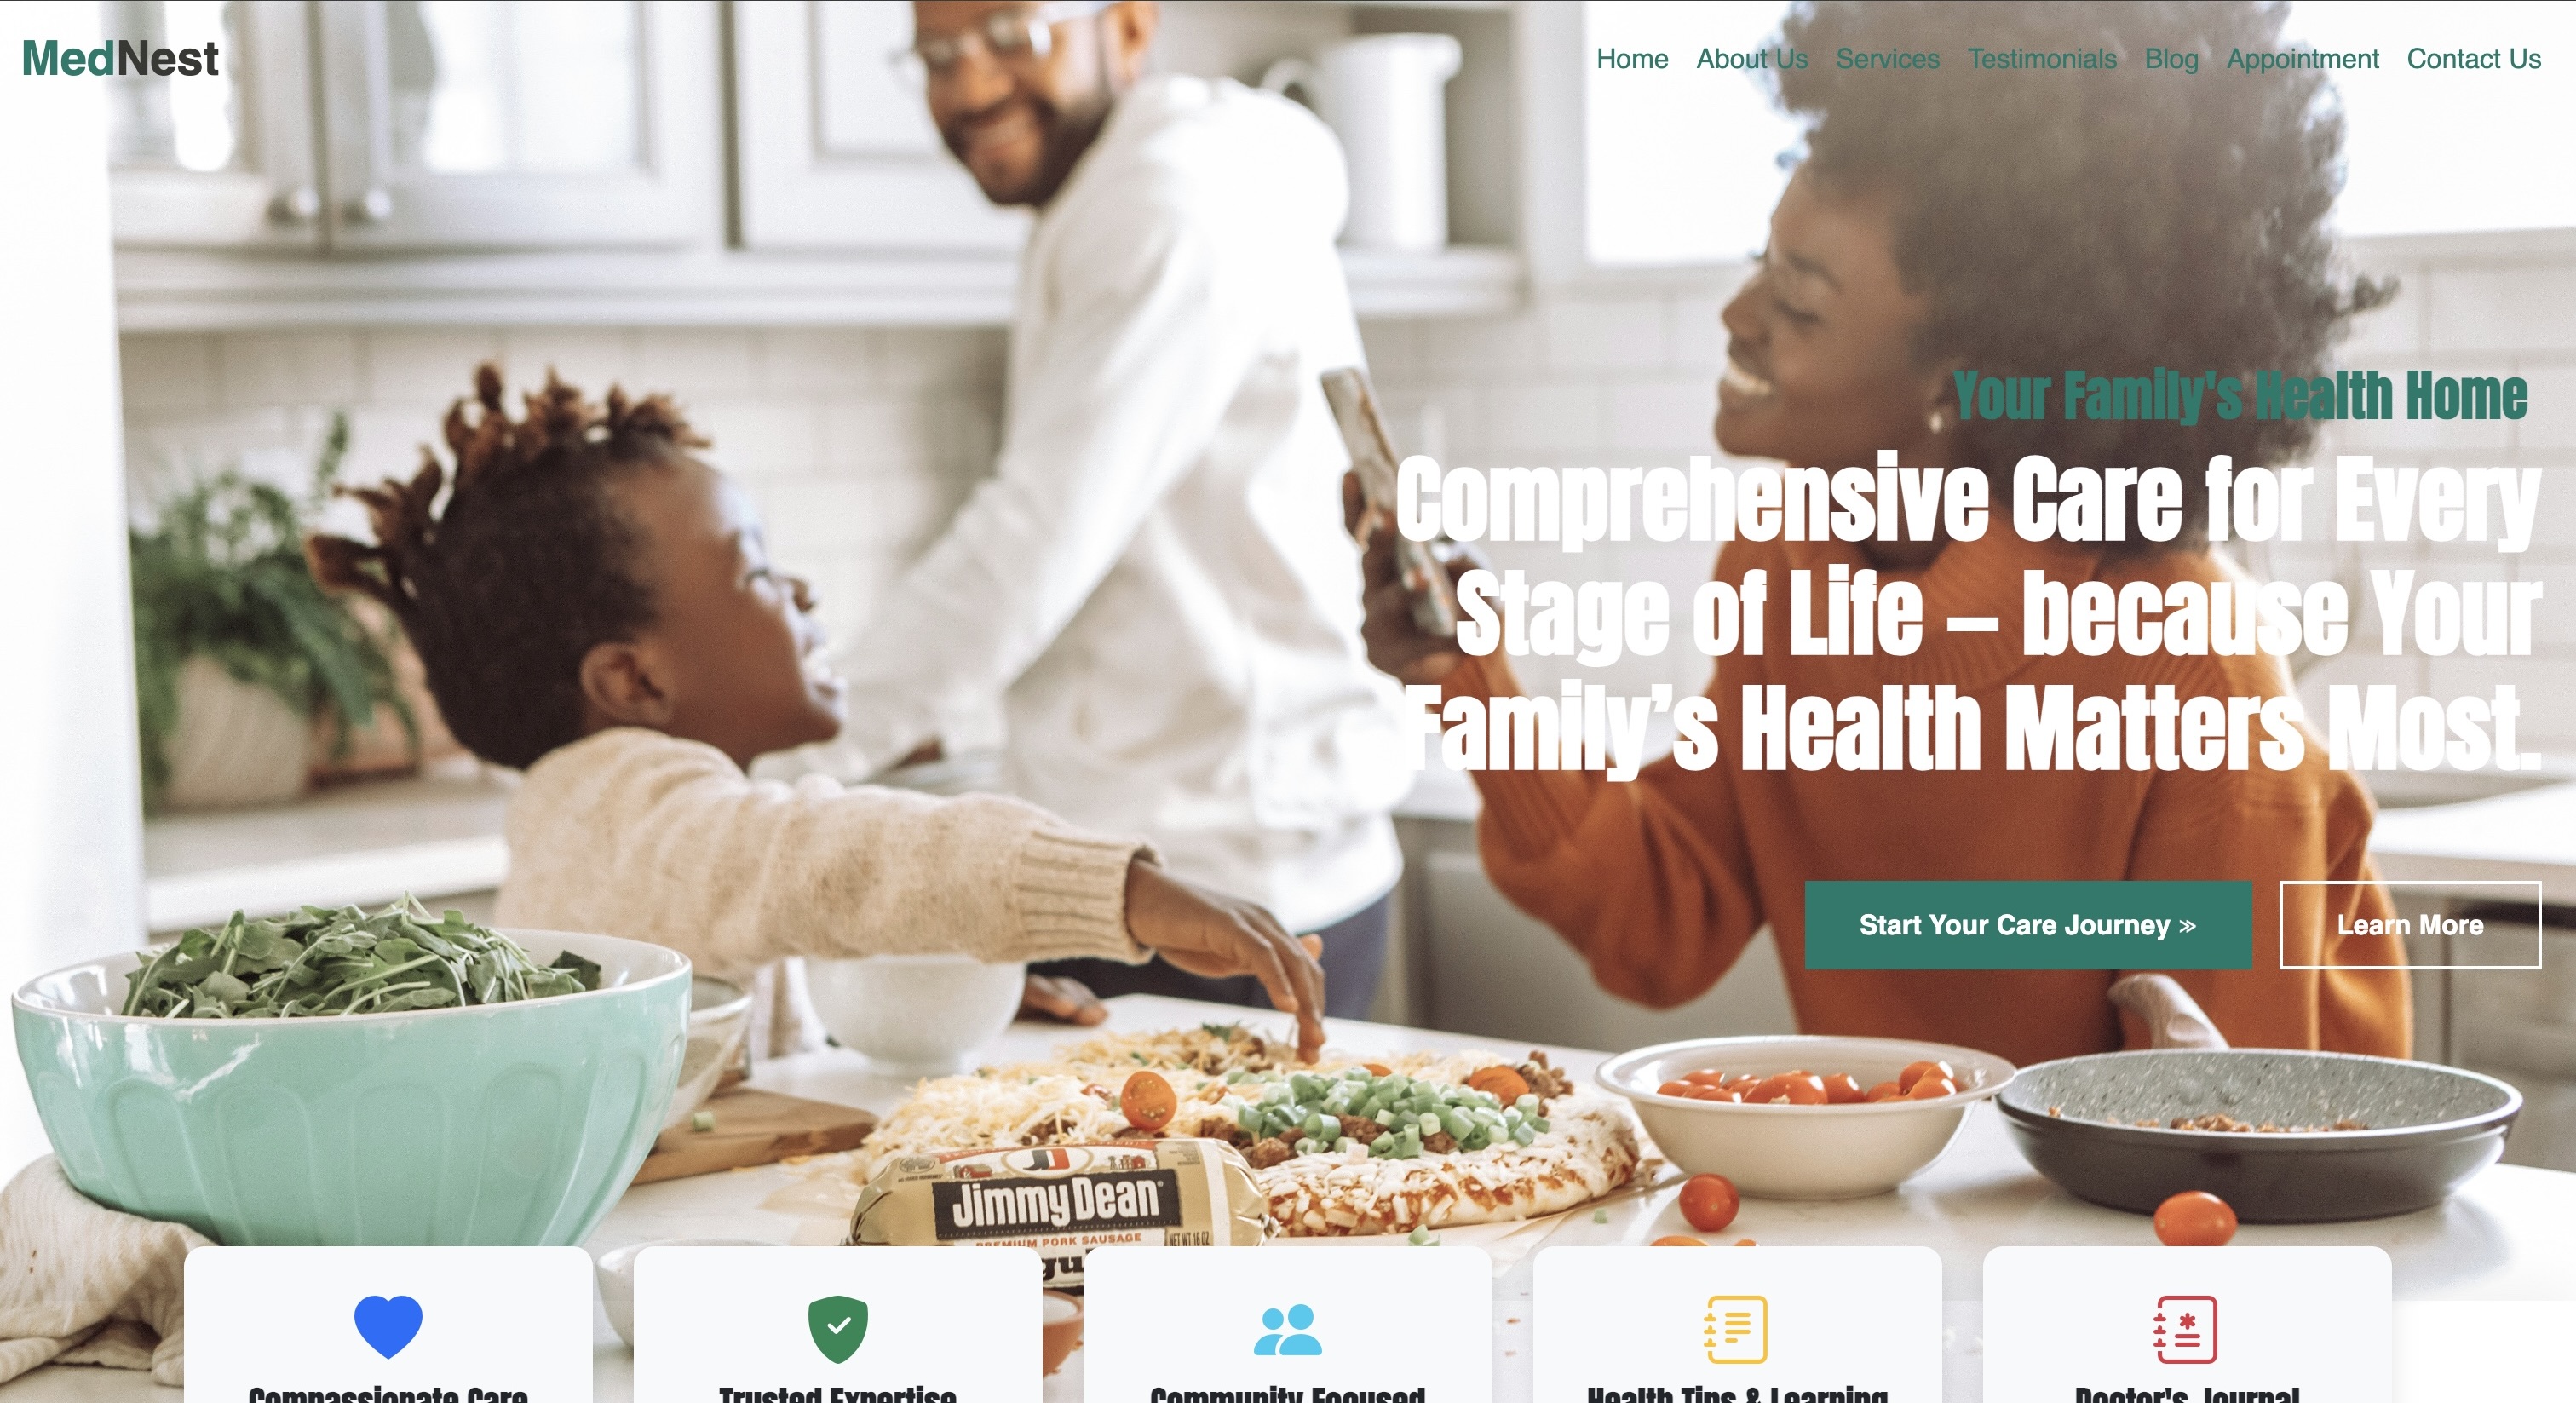 MedNest
Home About Us Services Testimonials Blog Appointment Contact Us
Your Family's Health Home
Comprehensive Care for Every
Stage of Life – because Your
Family’s Health Matters Most.
Start Your Care Journey »
Learn More
Jimmy Dean
PREMIUM PORK SAUSAGE
NET WT 16 OZ
Compassionate Care
Trusted Expertise
Community Focused
Health Tips & Learning
Doctor's Journal